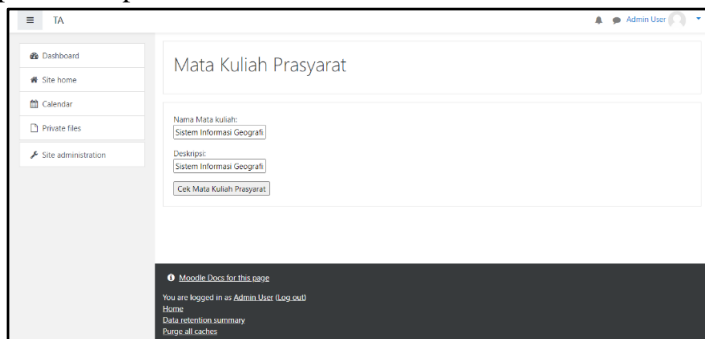 TA
Admin User
Dashboard
Site home
Calendar
Private files
Site administration
Mata Kuliah Prasyarat
Nama Mata kuliah:
Sistem Informasi Geografi
Deskripsi:
Sistem Informasi Geografi
Cek Mata Kuliah Prasyarat
Moodle Docs for this page
You are logged in as Admin User (Log out)
Home
Data retention summary
Purge all caches